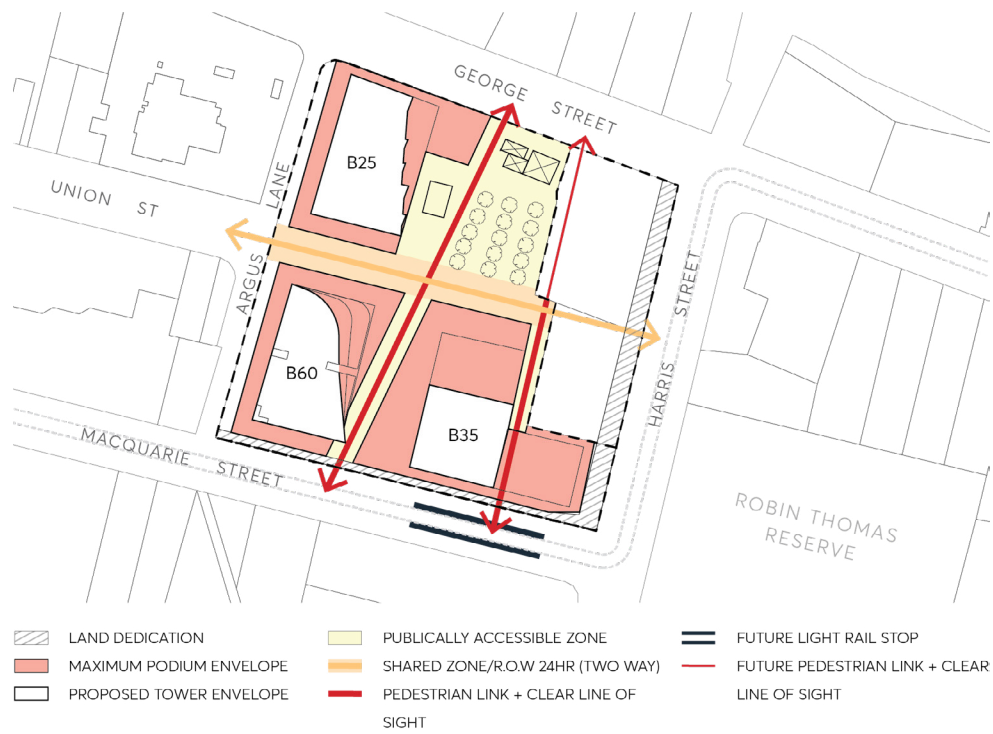 GEORGE STREET
B25
LANE
UNION ST
STREET
ARGUS
B60
HARRIS
B35
MACQUARIE STREET
ROBIN THOMAS
RESERVE
LAND DEDICATION
MAXIMUM PODIUM ENVELOPE
PROPOSED TOWER ENVELOPE
PUBLICALLY ACCESSIBLE ZONE
SHARED ZONE/R.O.W 24HR (TWO WAY)
PEDESTRIAN LINK + CLEAR LINE OF
SIGHT
FUTURE LIGHT RAIL STOP
FUTURE PEDESTRIAN LINK + CLEAR
LINE OF SIGHT